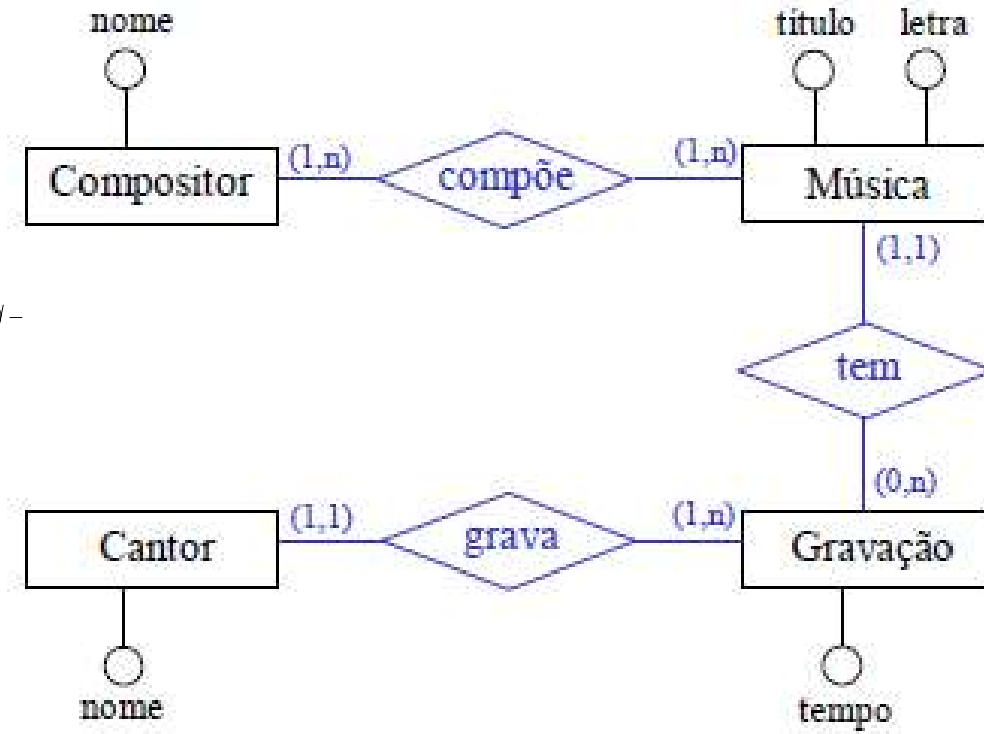 nome
título letra
Compositor (1,n) compõe (1,n) Música
(1,1)
tem
(0,n)
Cantor (1,1) grava (1,n) Gravação
nome
tempo